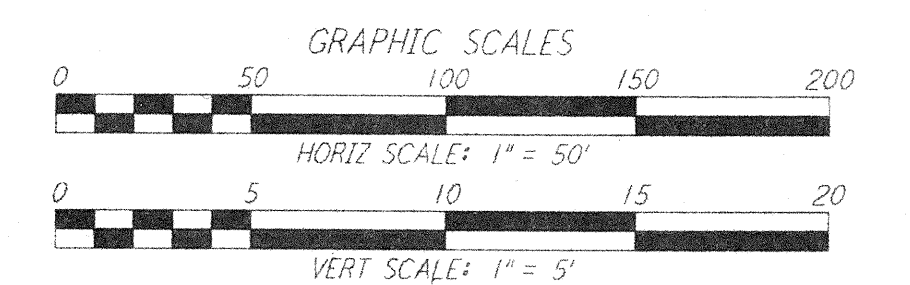 GRAPHIC SCALES
0 50 100 150 200
HORIZ SCALE: 1" = 50'
0 5 10 15 20
VERT SCALE: 1" = 5'